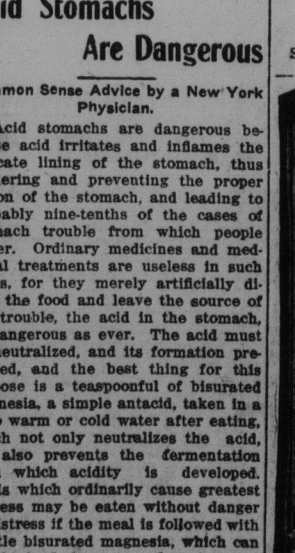 id Stomachs
Are Dangerous
mon Sense Advice by a New York
Physician.
Acid stomachs are dangerous be-
e acid irritates and inflames the
cate lining of the stomach, thus
ering and preventing the proper
on of the stomach, and leading to
ably nine-tenths of the cases of
ach trouble from which people
er. Ordinary medicines and med-
l treatments are useless in such
s, for they merely artificially di-
the food and leave the source of
trouble, the acid in the stomach,
angerous as ever. The acid must
eutralized, and its formation pre-
ed, and the best thing for this
ose is a teaspoonful of bisurated
nesia, a simple antacid, taken in a
warm or cold water after eating,
h not only neutralizes the acid,
also prevents the fermentation
which acidity is developed.
s which ordinarily cause greatest
ess may be eaten without danger
istress if the meal is followed with
tle bisurated magnesia, which can